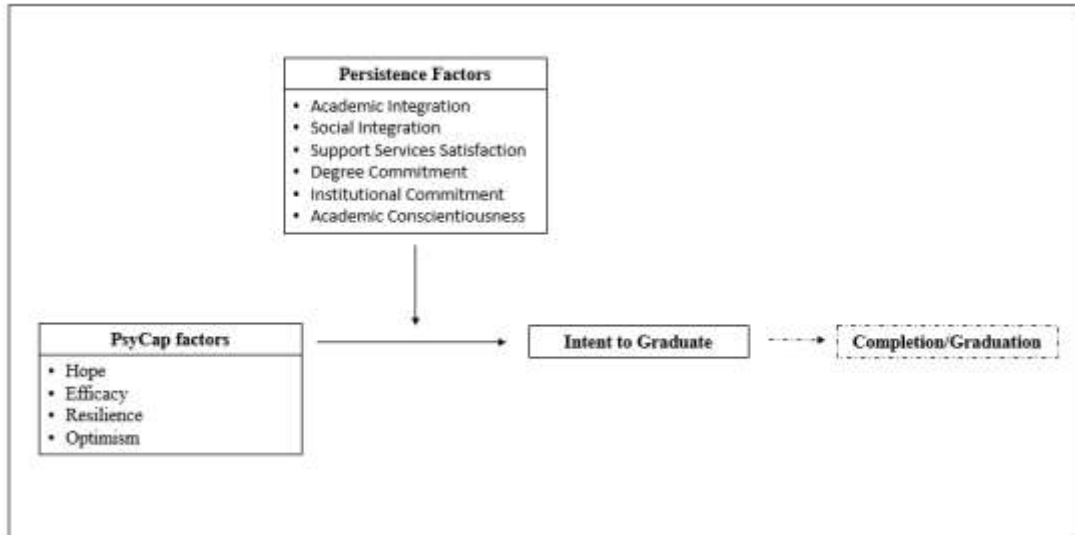 Persistence Factors
• Academic Integration
• Social Integration
• Support Services Satisfaction
• Degree Commitment
• Institutional Commitment
• Academic Conscientiousness
PsyCap factors
• Hope
• Efficacy
• Resilience
• Optimism
Intent to Graduate
Completion/Graduation